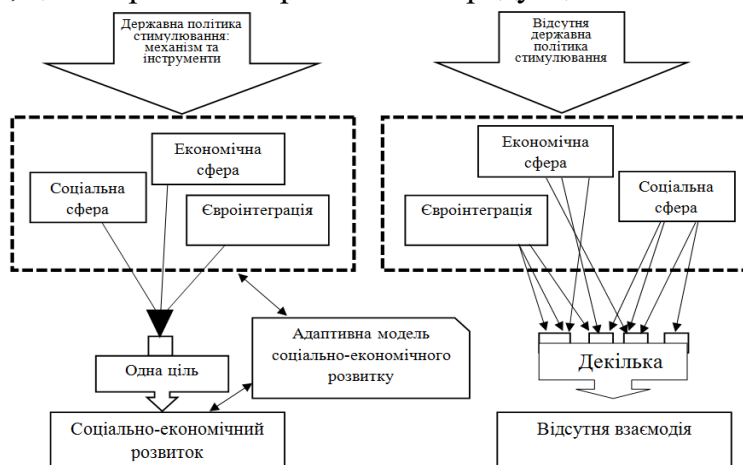 Державна політика
стимулювання:
механізм та
інструменти
Відсутня
державна
політика
стимулювання
Економічна
сфера
Соціальна
сфера
Євроінтеграція
Економічна
сфера
Соціальна
сфера
Євроінтеграція
Адаптивна модель
соціально-економічного
розвитку
Одна ціль
Соціально-економічний
розвиток
Декілька
Відсутня взаємодія